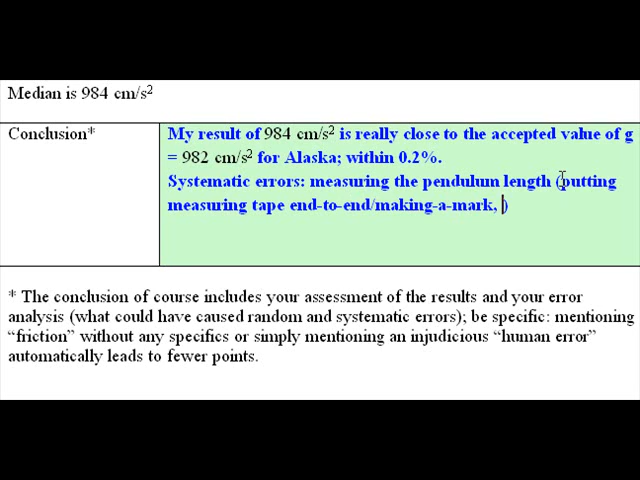 Median is 984 cm/s²
Conclusion*
My result of 984 cm/s² is really close to the accepted value of g
= 982 cm/s² for Alaska; within 0.2%.
Systematic errors: measuring the pendulum length (putting
measuring tape end-to-end/making-a-mark, )
* The conclusion of course includes your assessment of the results and your error
analysis (what could have caused random and systematic errors); be specific: mentioning
“friction” without any specifics or simply mentioning an injudicious “human error”
automatically leads to fewer points.